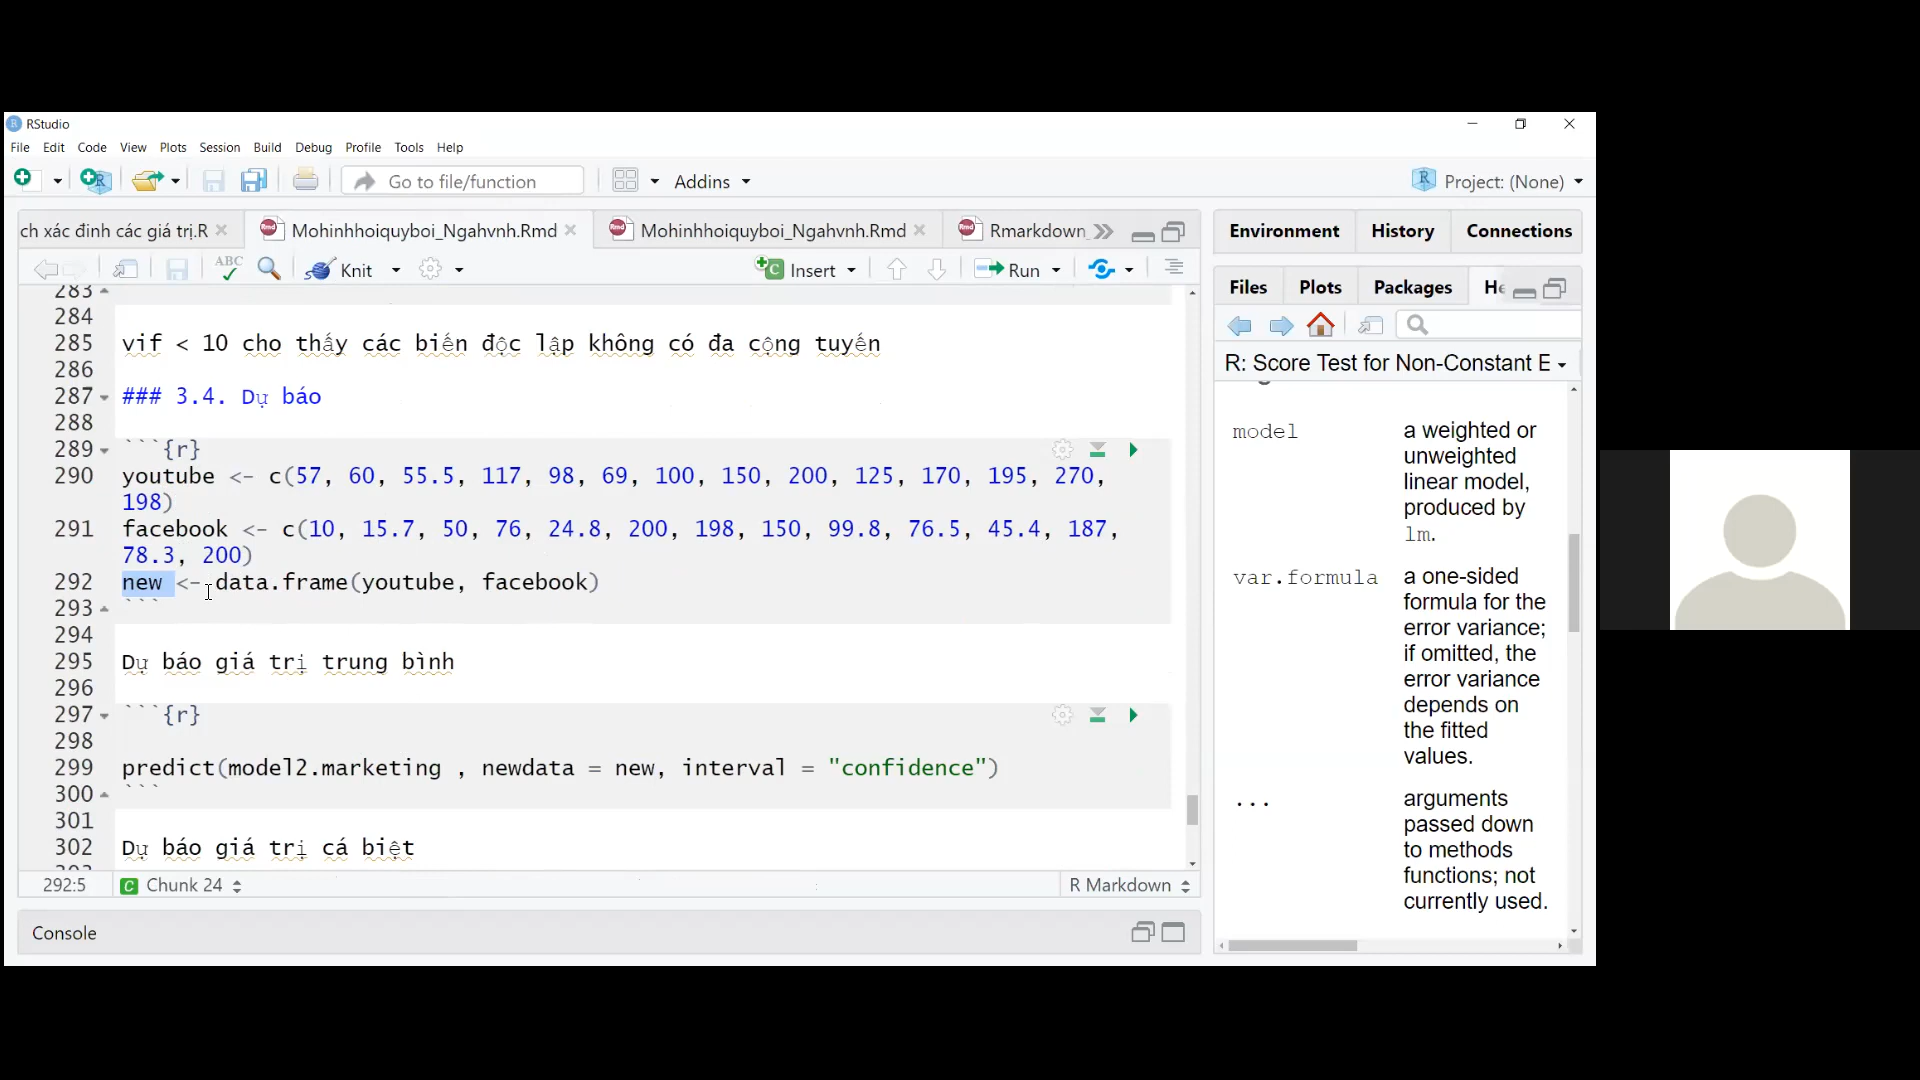 RStudio
File Edit Code View Plots Session Build Debug Profile Tools Help
Go to file/function
Addins
Project: (None)
ch xác đinh các giá trị.R
Mohinhhoiquyboi_Ngahvnh.Rmd
Mohinhhoiquyboi_Ngahvnh.Rmd
Rmarkdown_
ABC
Knit
Insert
Run
283
284
285 vif < 10 cho thấy các biến độc lập không có đa cộng tuyến
286
287 ### 3.4. Dự báo
288
289 ```{r}
290 youtube <- c(57, 60, 55.5, 117, 98, 69, 100, 150, 200, 125, 170, 195, 270,
198)
291 facebook <- c(10, 15.7, 50, 76, 24.8, 200, 198, 150, 99.8, 76.5, 45.4, 187,
78.3, 200)
292 new <- data.frame(youtube, facebook)
293 ```
294
295 Dự báo giá trị trung bình
296
297 ```{r}
298
299 predict(model2.marketing , newdata = new, interval = "confidence")
300 ```
301
302 Dự báo giá trị cá biệt
292:5
Chunk 24
R Markdown
Console
Environment History Connections
Files Plots Packages He
R: Score Test for Non-Constant E
model a weighted or
unweighted
linear model,
produced by
lm.
var.formula a one-sided
formula for the
error variance;
if omitted, the
error variance
depends on
the fitted
values.
... arguments
passed down
to methods
functions; not
currently used.